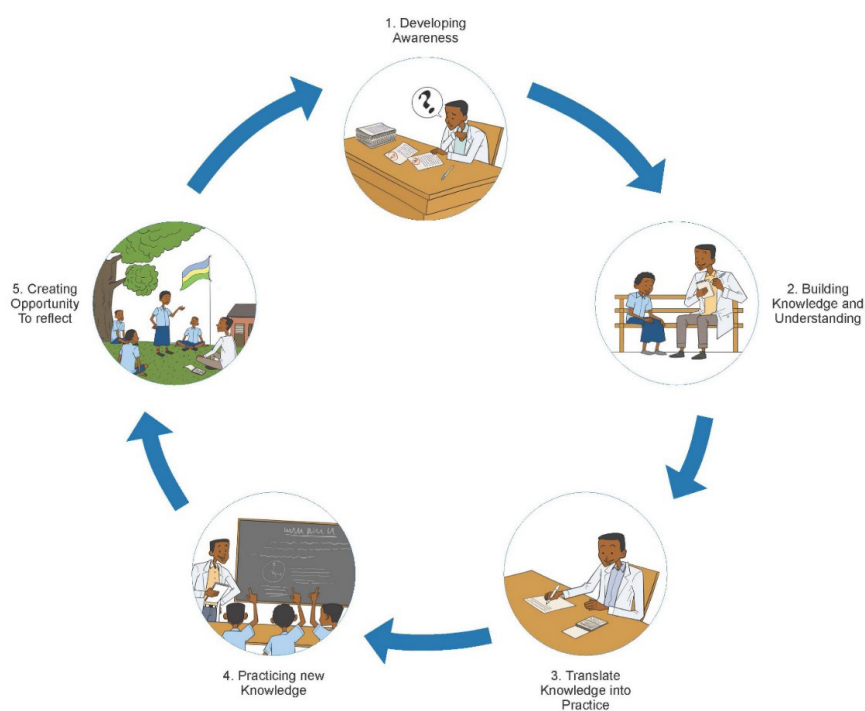 1. Developing
Awareness
2. Building
Knowledge and
Understanding
3. Translate
Knowledge into
Practice
4. Practicing new
Knowledge
5. Creating
Opportunity
To reflect
?